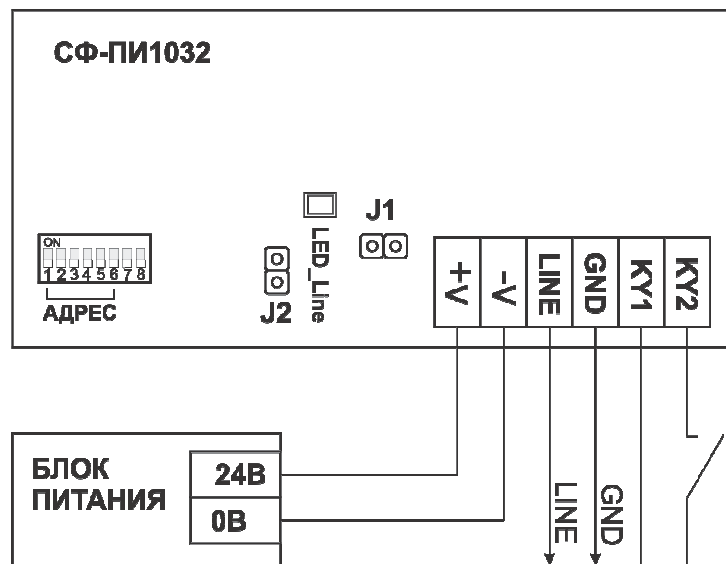 СФ-ПИ1032
J1
ON
1 2 3 4 5 6 7 8
АДРЕС
J2
LED_Line
+V
-V
LINE
GND
KY1
KY2
БЛОК
ПИТАНИЯ
24В
0В
LINE
GND